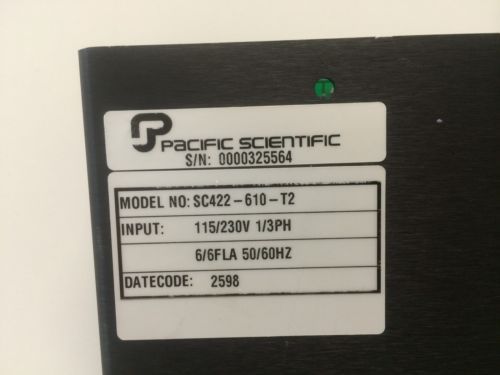 PACIFIC SCIENTIFIC
S/N: 0000325564
MODEL NO: SC422-610-T2
INPUT: 115/230V 1/3PH
6/6FLA 50/60HZ
DATECODE: 2598